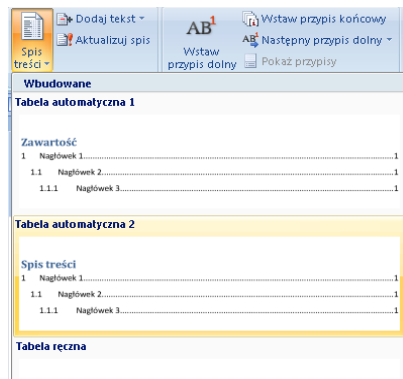 Spis treści
Dodaj tekst
Aktualizuj spis
AB1
Wstaw przypis dolny
Wstaw przypis końcowy
AB1 Następny przypis dolny
Pokaż przypisy
Wbudowane
Tabela automatyczna 1
Zawartość
1 Nagłówek 1........1
1.1 Nagłówek 2........1
1.1.1 Nagłówek 3........1
Tabela automatyczna 2
Spis treści
1 Nagłówek 1........1
1.1 Nagłówek 2........1
1.1.1 Nagłówek 3........1
Tabela ręczna